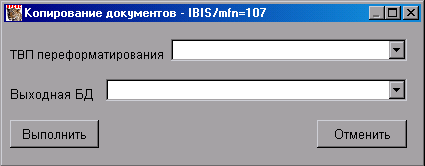 Копирование документов - IBIS/mfn=107
ТВП переформатирования
Выходная БД
Выполнить Отменить